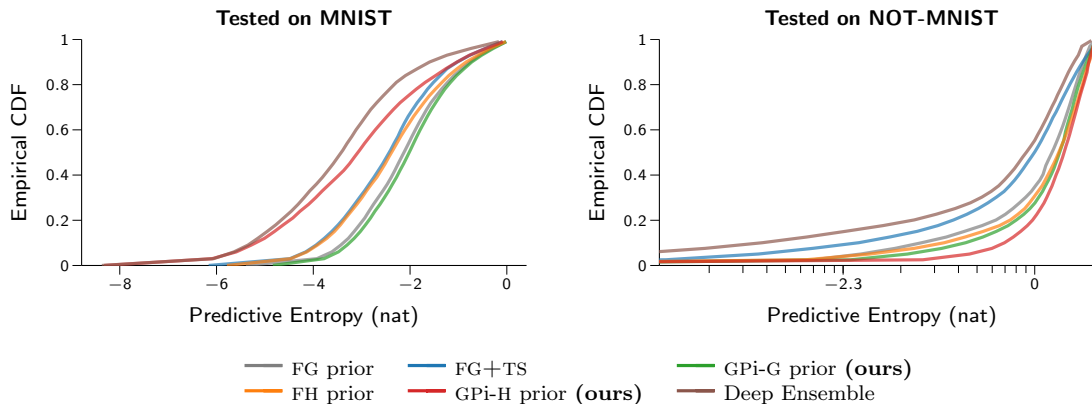 Tested on MNIST
Tested on NOT-MNIST
Empirical CDF
1
0.8
0.6
0.4
0.2
0
−8
−6
−4
−2
0
Predictive Entropy (nat)
Empirical CDF
1
0.8
0.6
0.4
0.2
0
−2.3
0
Predictive Entropy (nat)
FG prior
FG+TS
GPi-G prior (ours)
FH prior
GPi-H prior (ours)
Deep Ensemble